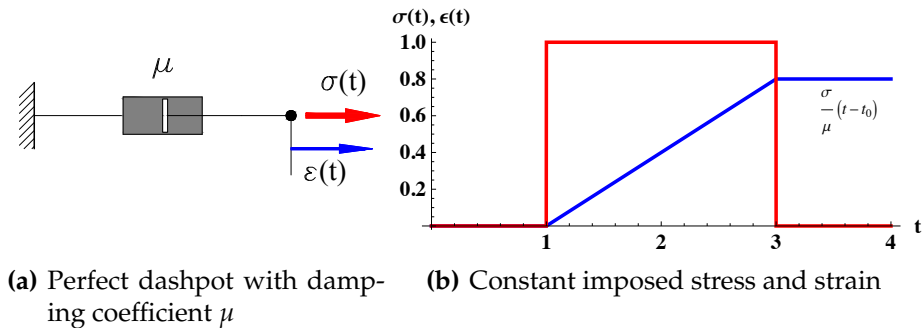 μ
σ(t)
ε(t)
(a) Perfect dashpot with damp-
ing coefficient μ
σ(t), ϵ(t)
1.0
0.8
0.6
0.4
0.2
1 2 3 4 t
σ/μ (t−t₀)
(b) Constant imposed stress and strain